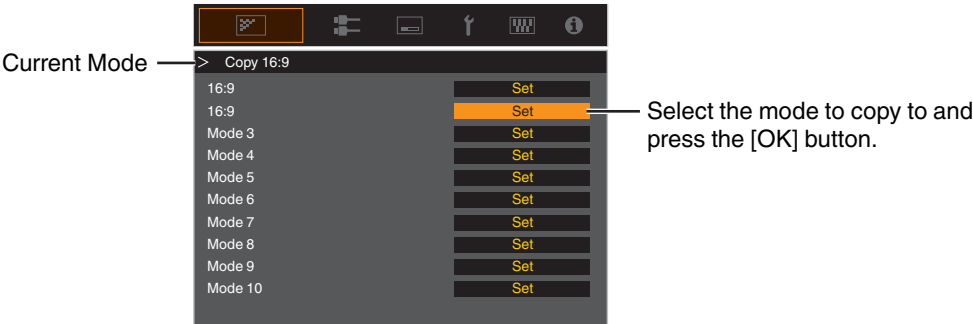 Current Mode
> Copy 16:9
16:9 Set
16:9 Set
Mode 3 Set
Mode 4 Set
Mode 5 Set
Mode 6 Set
Mode 7 Set
Mode 8 Set
Mode 9 Set
Mode 10 Set
Select the mode to copy to and
press the [OK] button.